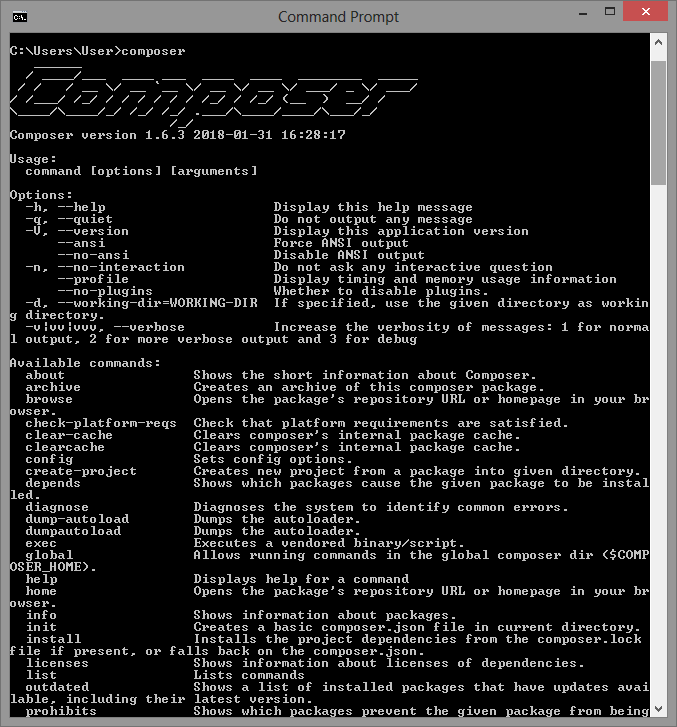 Command Prompt
C:\Users\User>composer
Composer
Composer version 1.6.3 2018-01-31 16:28:17
Usage:
command [options] [arguments]
Options:
-h, --help Display this help message
-q, --quiet Do not output any message
-V, --version Display this application version
--ansi Force ANSI output
--no-ansi Disable ANSI output
-n, --no-interaction Do not ask any interactive question
--profile Display timing and memory usage information
--no-plugins Whether to disable plugins.
-d, --working-dir=WORKING-DIR If specified, use the given directory as workin
g directory.
-v|vv|vvv, --verbose Increase the verbosity of messages: 1 for norma
l output, 2 for more verbose output and 3 for debug
Available commands:
about Shows the short information about Composer.
archive Creates an archive of this composer package.
browse Opens the package's repository URL or homepage in your br
owser.
check-platform-reqs Check that platform requirements are satisfied.
clear-cache Clears composer's internal package cache.
clearcache Clears composer's internal package cache.
config Sets config options.
create-project Creates new project from a package into given directory.
depends Shows which packages cause the given package to be instal
led.
diagnose Diagnoses the system to identify common errors.
dump-autoload Dumps the autoloader.
dumpautoload Dumps the autoloader.
exec Executes a vendored binary/script.
global Allows running commands in the global composer dir ($COMP
OSER_HOME).
help Displays help for a command
home Opens the package's repository URL or homepage in your br
owser.
info Shows information about packages.
init Creates a basic composer.json file in current directory.
install Installs the project dependencies from the composer.lock
file if present, or falls back on the composer.json.
licenses Shows information about licenses of dependencies.
list Lists commands
outdated Shows a list of installed packages that have updates avai
lable, including their latest version.
prohibits Shows which packages prevent the given package from being